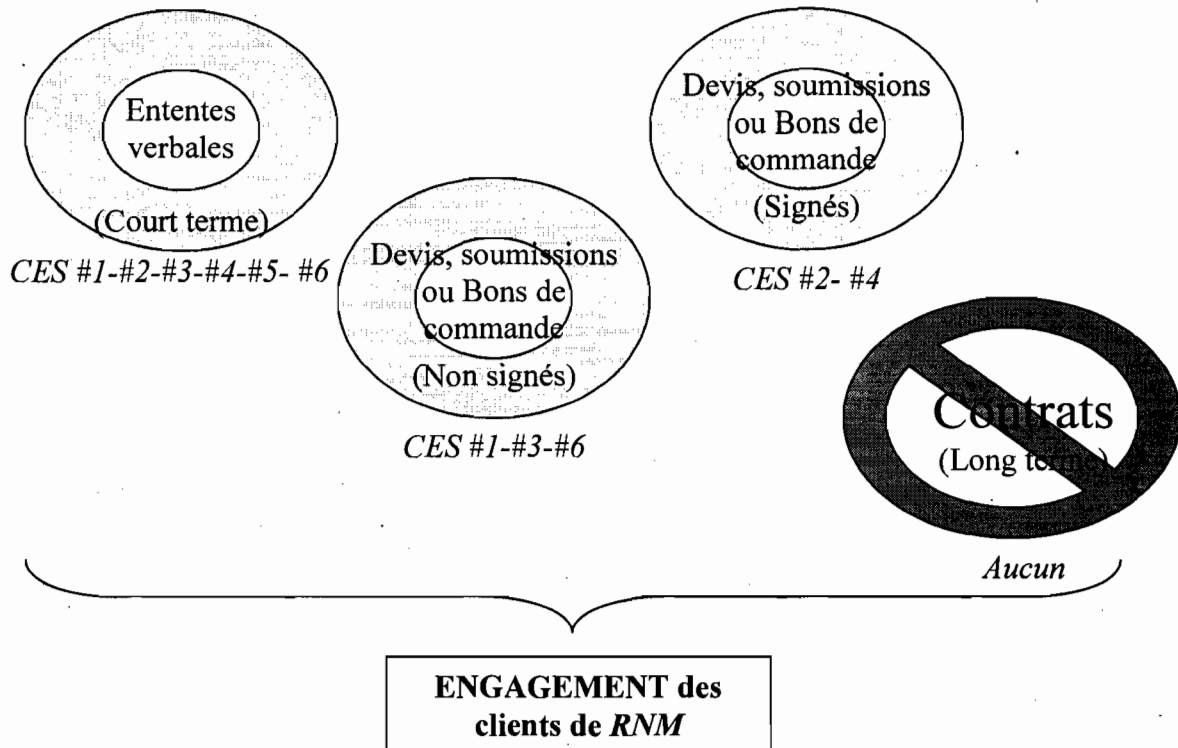 Ententes
verbales
(Court terme)
CES #1-#2-#3-#4-#5- #6
Devis, soumissions
ou Bons de
commande
(Non signés)
CES #1-#3-#6
Devis, soumissions
ou Bons de
commande
(Signés)
CES #2- #4
Contrats
(Long terme)
Aucun
ENGAGEMENT des
clients de RNM